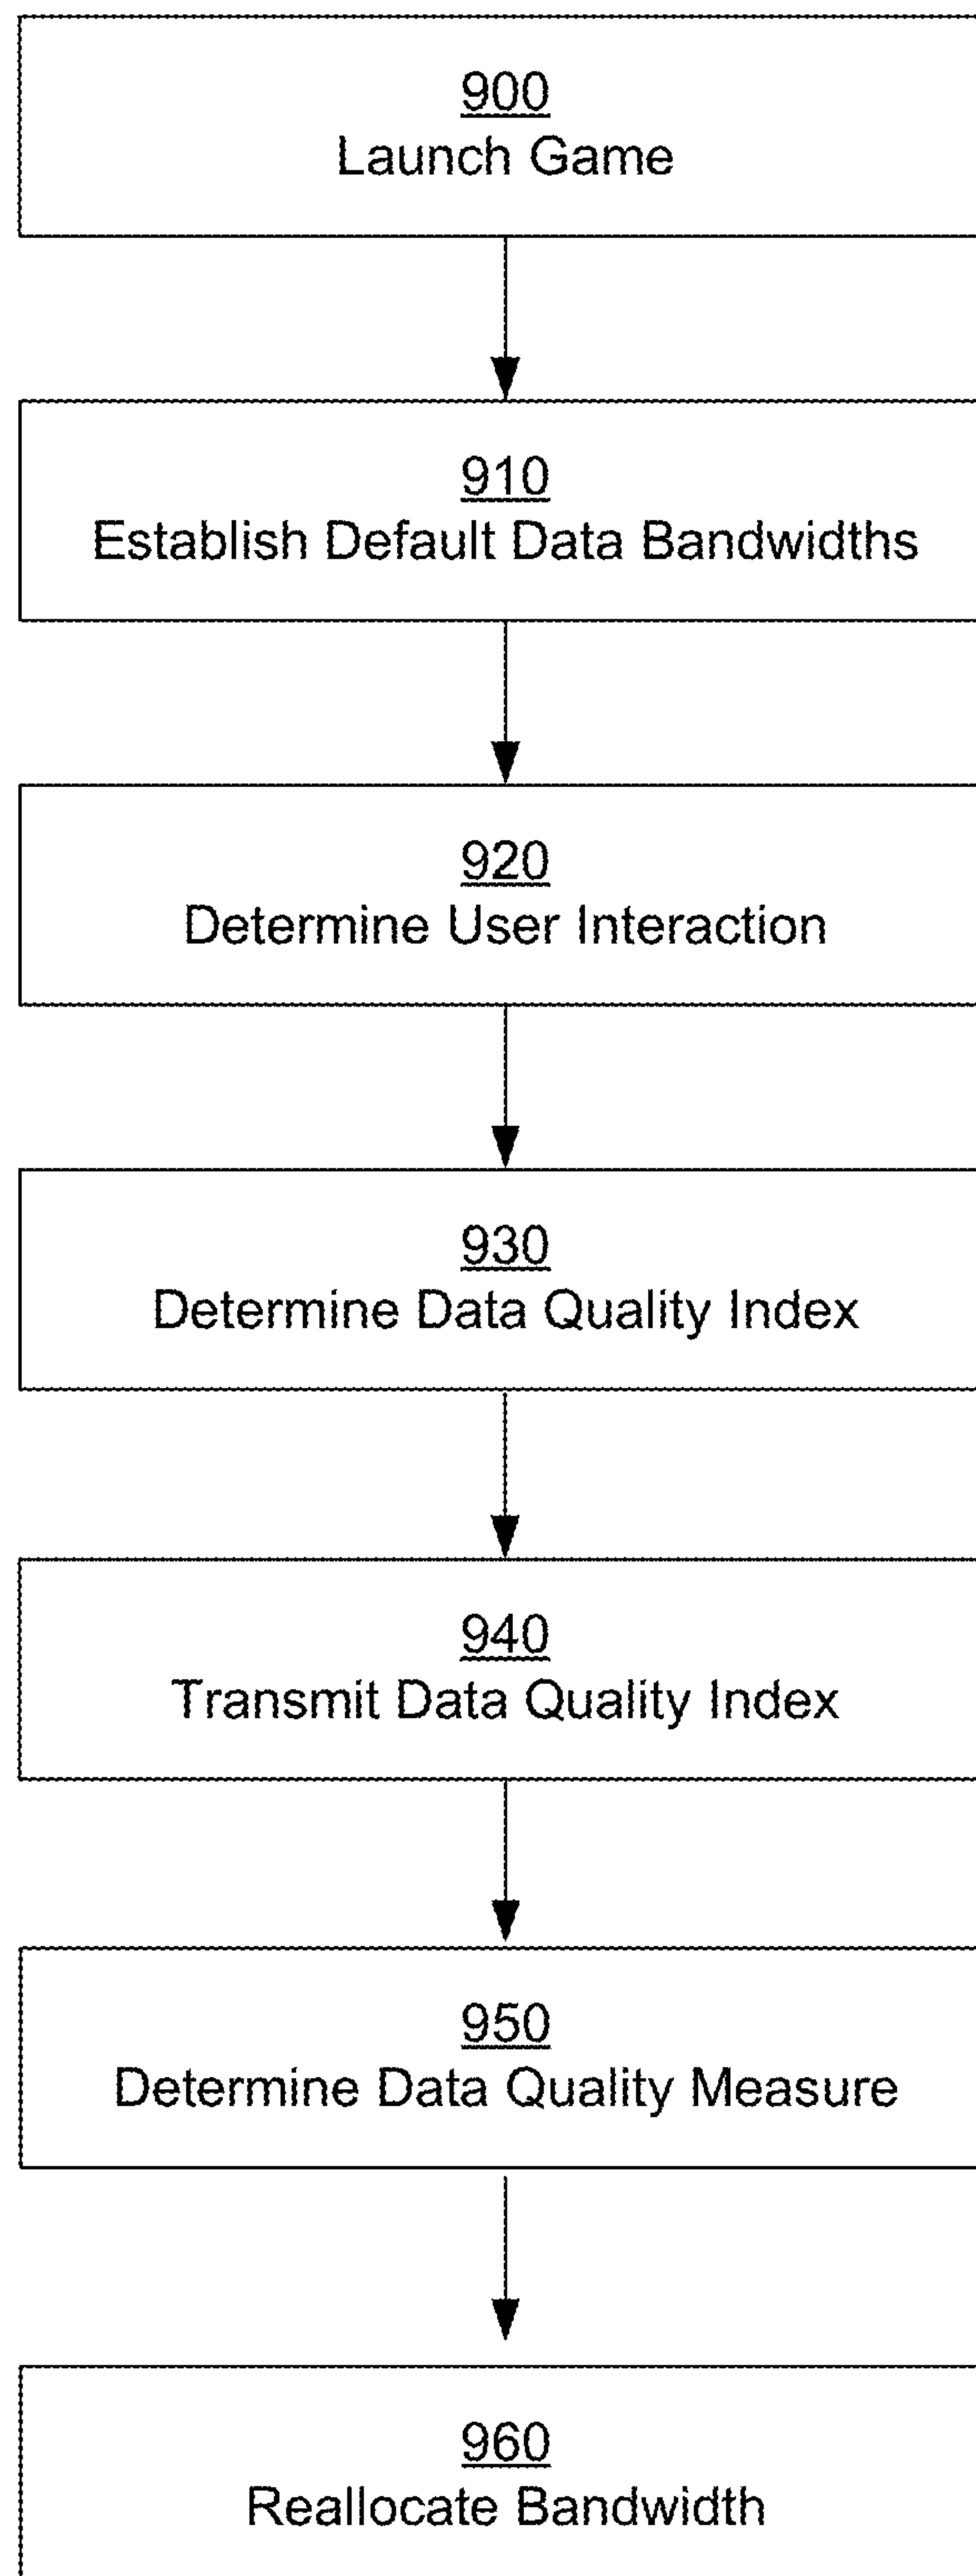 900
Launch Game
910
Establish Default Data Bandwidths
920
Determine User Interaction
930
Determine Data Quality Index
940
Transmit Data Quality Index
950
Determine Data Quality Measure
960
Reallocate Bandwidth